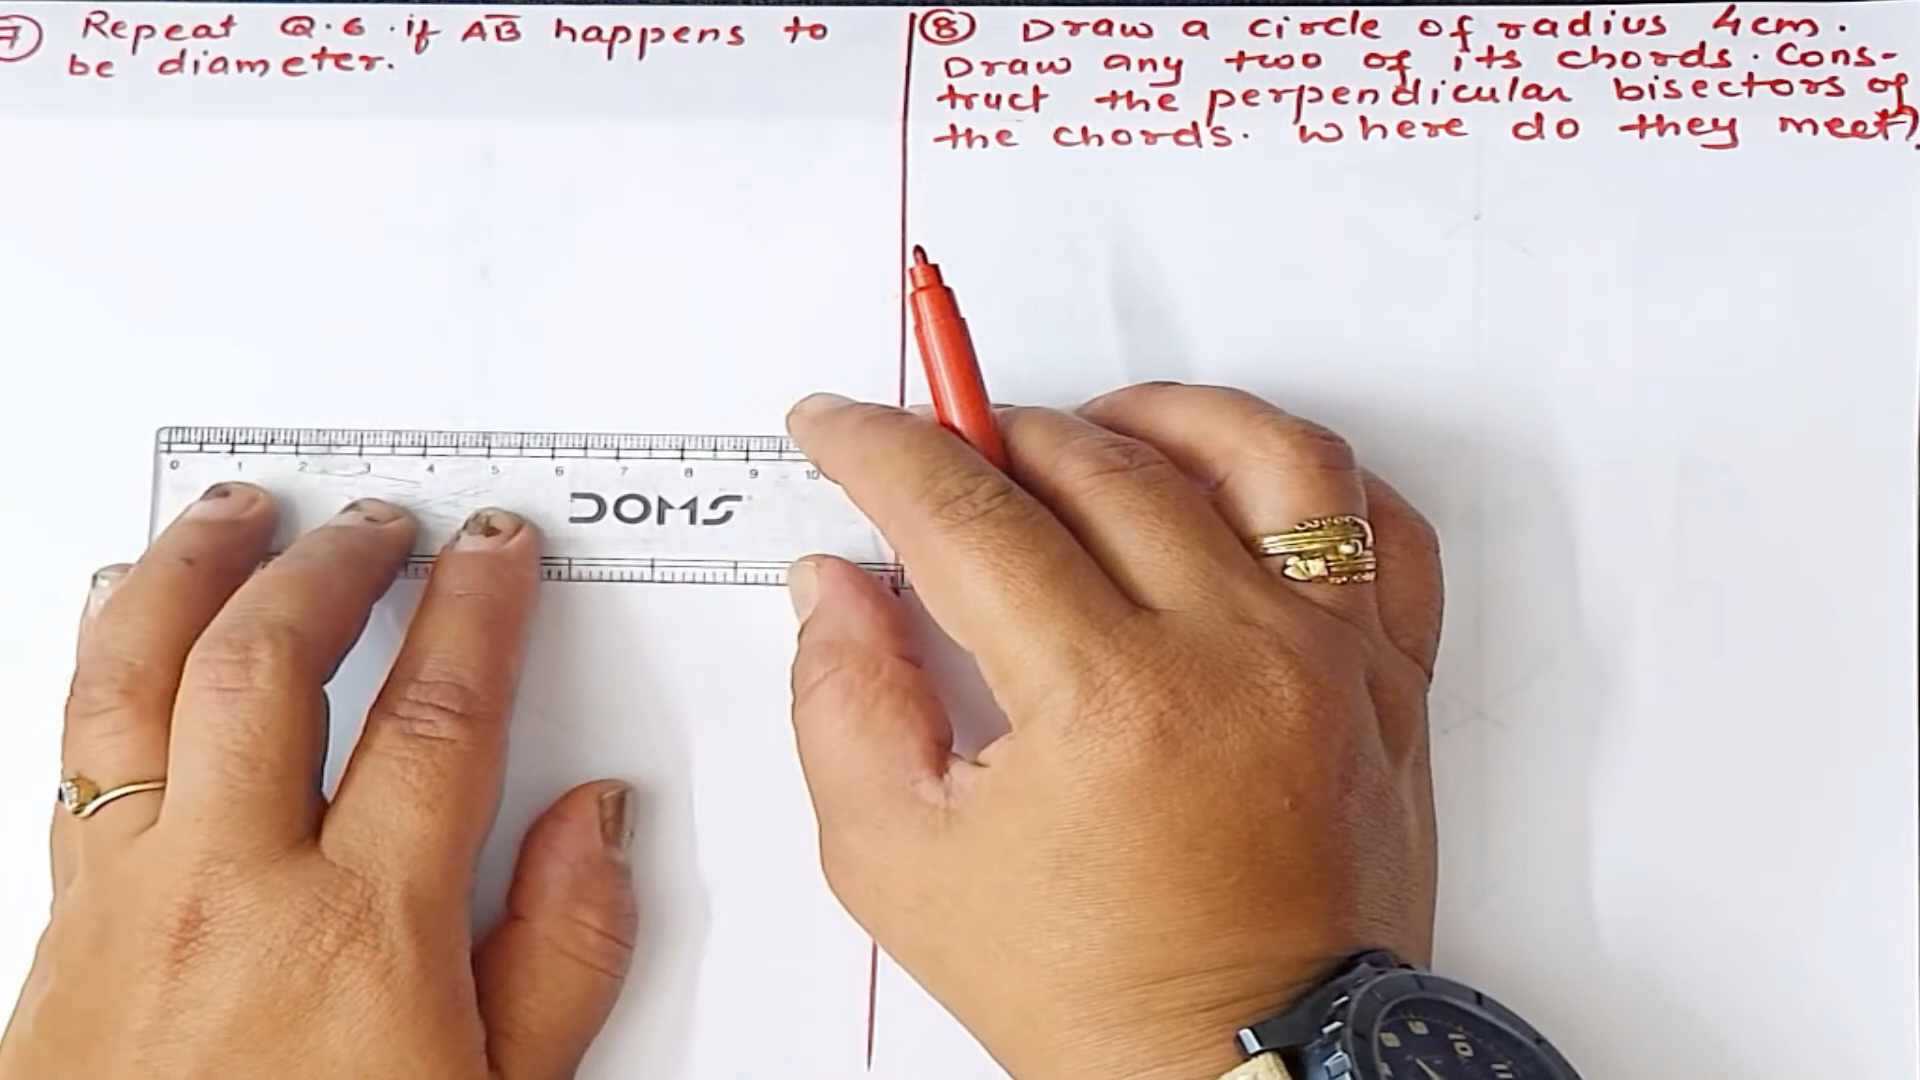 7 Repeat Q.6. if AB happens to
be diameter.
8 Draw a circle of radius 4cm.
Draw any two of its chords. Cons-
truct the perpendicular bisectors of
the chords. Where do they meet?
0 1 2 3 4 5 6 7 8 9 10
DOMS